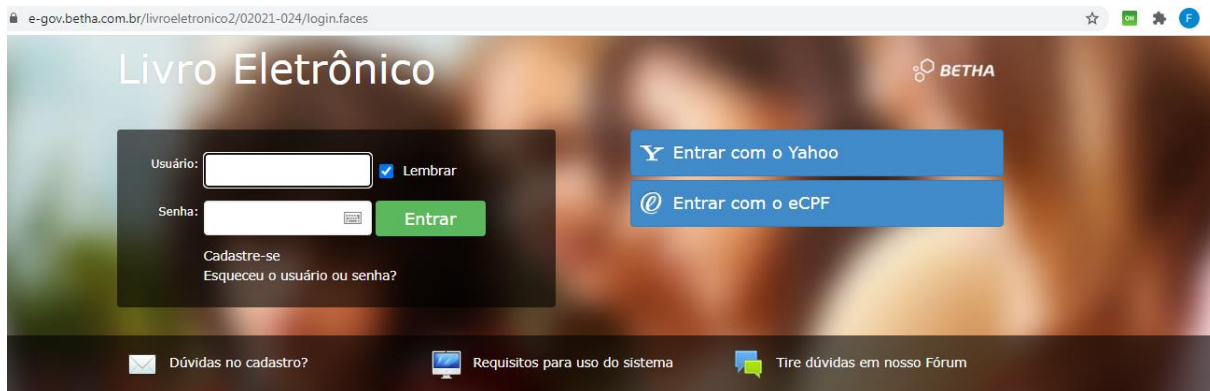 e-gov.betha.com.br/livroeletronico2/02021-024/login.faces
ON
F
Livro Eletrônico
BETHA
Usuário:
Lembrar
Senha:
Entrar
Cadastre-se
Esqueceu o usuário ou senha?
Y Entrar com o Yahoo
e Entrar com o eCPF
Dúvidas no cadastro?
Requisitos para uso do sistema
Tire dúvidas em nosso Fórum